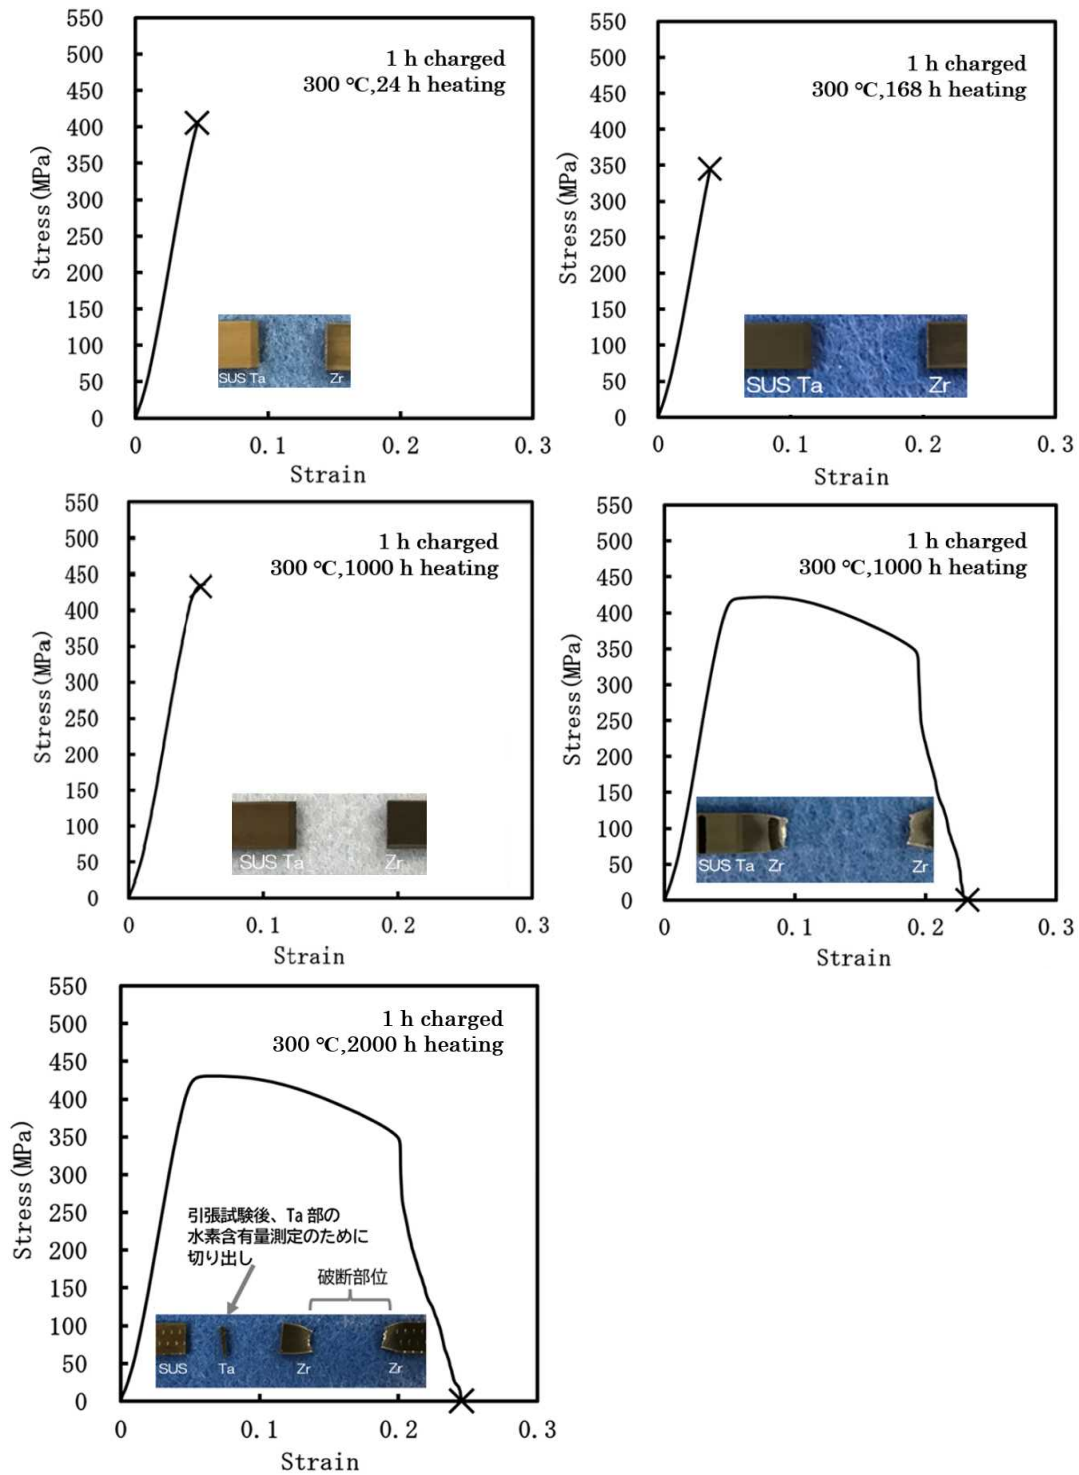 550
500
450
400
350
300
250
200
150
100
50
0
Stress(MPa)
1 h charged
300 ℃,24 h heating
SUS Ta Zr
0 0.1 0.2 0.3
Strain
550
500
450
400
350
300
250
200
150
100
50
0
Stress(MPa)
1 h charged
300 ℃,168 h heating
SUS Ta Zr
0 0.1 0.2 0.3
Strain
550
500
450
400
350
300
250
200
150
100
50
0
Stress(MPa)
1 h charged
300 ℃,1000 h heating
SUS Ta Zr
0 0.1 0.2 0.3
Strain
550
500
450
400
350
300
250
200
150
100
50
0
Stress(MPa)
1 h charged
300 ℃,1000 h heating
SUS Ta Zr Zr
0 0.1 0.2 0.3
Strain
550
500
450
400
350
300
250
200
150
100
50
0
Stress(MPa)
1 h charged
300 ℃,2000 h heating
引張試験後、Ta 部の
水素含有量測定のために
切り出し
破断部位
SUS Ta Zr Zr
0 0.1 0.2 0.3
Strain